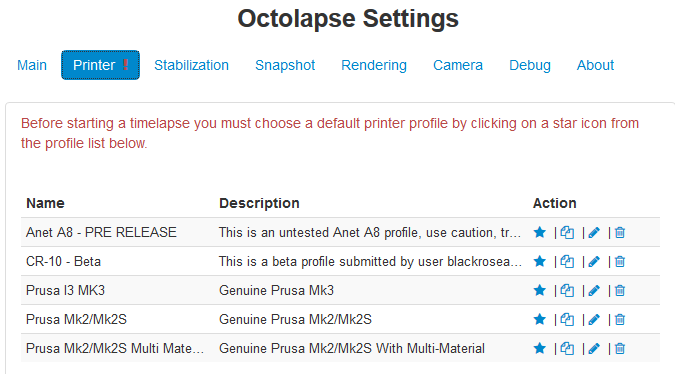 Octolapse Settings
Main Printer ! Stabilization Snapshot Rendering Camera Debug About
Before starting a timelapse you must choose a default printer profile by clicking on a star icon from
the profile list below.
Name Description Action
Anet A8 - PRE RELEASE This is an untested Anet A8 profile, use caution, tr... | | |
CR-10 - Beta This is a beta profile submitted by user blackrosea... | | |
Prusa I3 MK3 Genuine Prusa Mk3 | | |
Prusa Mk2/Mk2S Genuine Prusa Mk2/Mk2S | | |
Prusa Mk2/Mk2S Multi Mate... Genuine Prusa Mk2/Mk2S With Multi-Material | | |